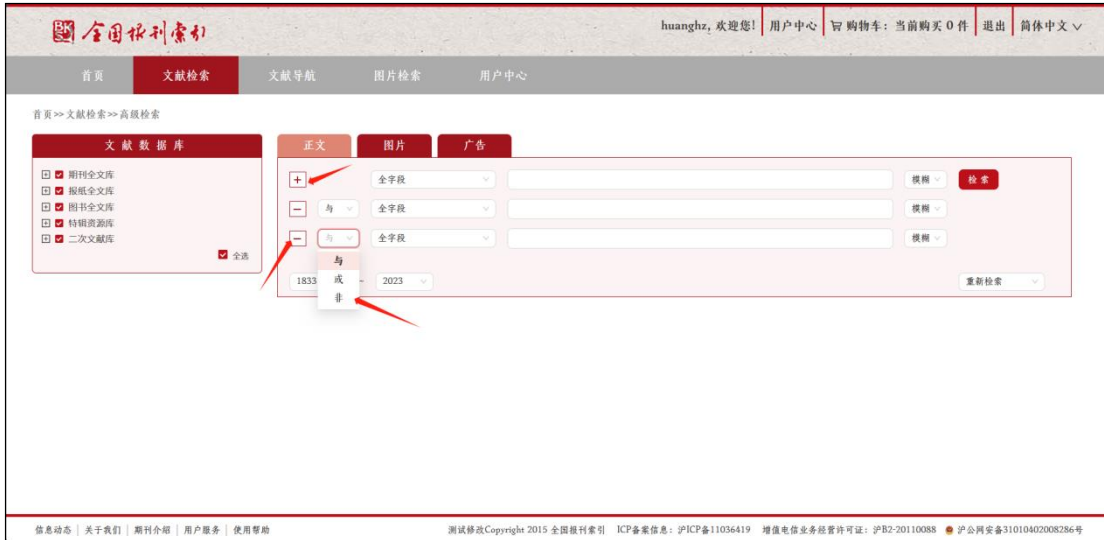 全国报刊索引
huanghz, 欢迎您! 用户中心 购物车: 当前购买 0 件 退出 简体中文
首页 文献检索 文献导航 图片检索 用户中心
首页>>文献检索>>高级检索
文献数据库
正文 图片 广告
期刊全文库
报纸全文库
图书全文库
特辑资源库
二次文献库
全选
+ 全字段 模糊 检索
- 与 全字段 模糊
- 与 全字段 模糊
与
或
非
1833 - 2023 重新检索
信息动态 | 关于我们 | 期刊介绍 | 用户服务 | 使用帮助
测试修改Copyright 2015 全国报刊索引 ICP备案信息: 沪ICP备11036419 增值电信业务经营许可证: 沪B2-20110088 沪公网安备31010402008286号